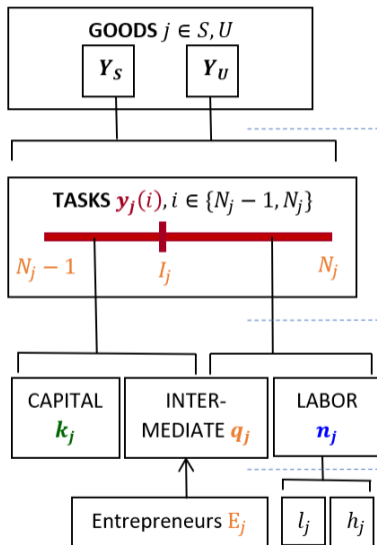 GOODS j ∈ S, U
Y_S Y_U
TASKS y_j(i), i ∈ {N_j − 1, N_j}
N_j − 1 I_j N_j
CAPITAL k_j
INTER-MEDIATE q_j
LABOR n_j
Entrepreneurs E_j
l_j h_j